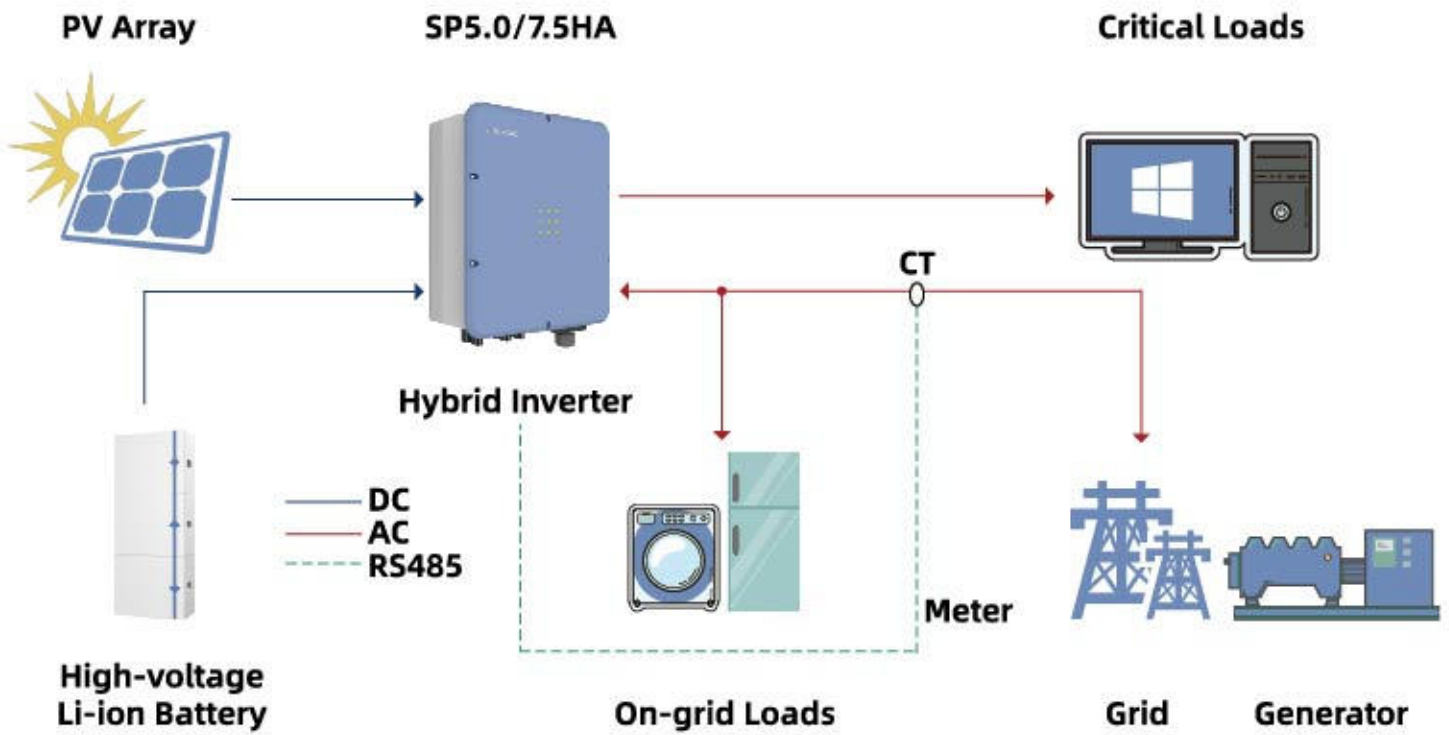 PV Array
SP5.0/7.5HA
Critical Loads
CT
Hybrid Inverter
DC
AC
RS485
Meter
High-voltage
Li-ion Battery
On-grid Loads
Grid
Generator